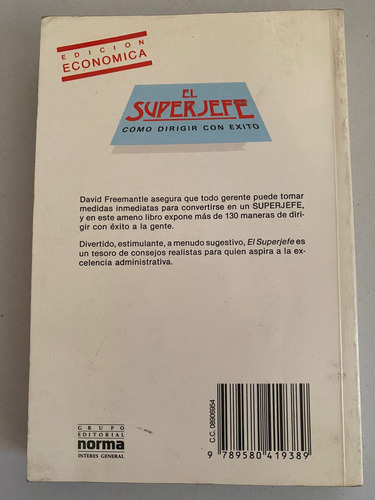 EDICION
ECONOMICA
EL
SUPERJEFE
COMO DIRIGIR CON EXITO
David Freemantle asegura que todo gerente puede tomar
medidas inmediatas para convertirse en un SUPERJEFE,
y en este ameno libro expone más de 130 maneras de diri-
gir con éxito a la gente.
Divertido, estimulante, a menudo sugestivo, El Superjefe es
un tesoro de consejos realistas para quien aspira a la ex-
celencia administrativa.
C.C. 08906954
GRUPO
EDITORIAL
norma
INTERES GENERAL
9 789580 419389